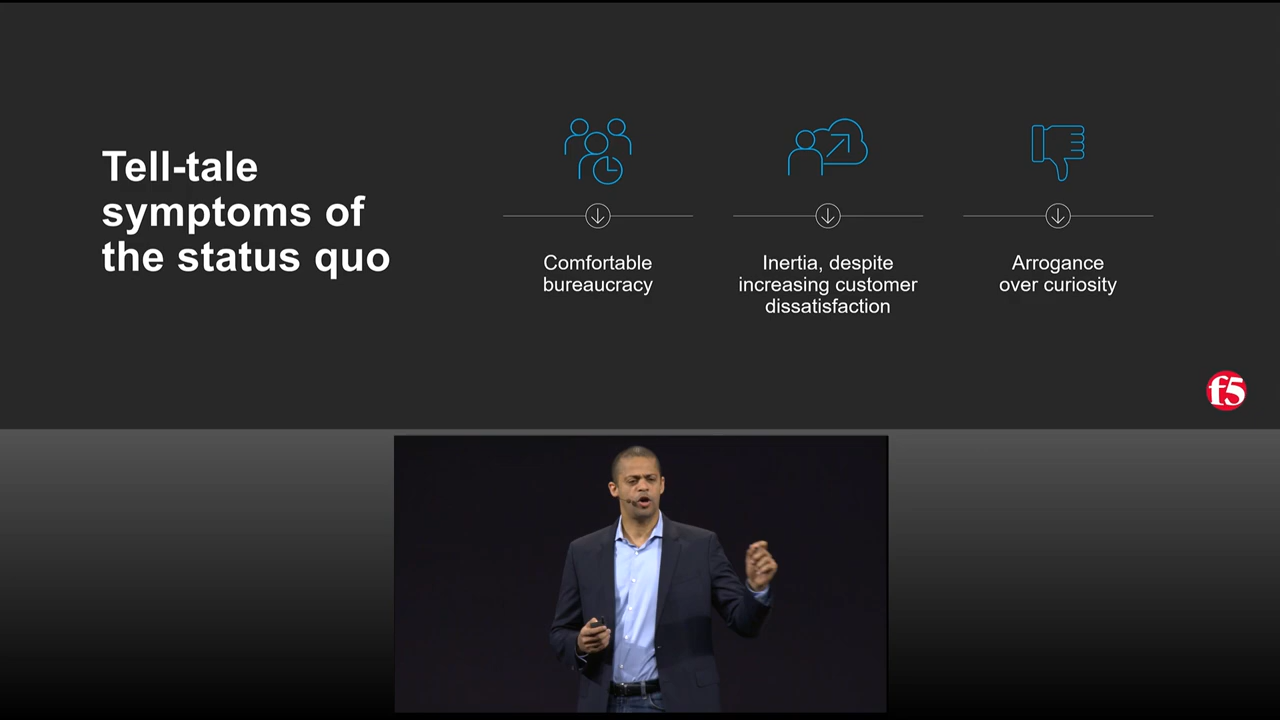 Tell-tale
symptoms of
the status quo
Comfortable
bureaucracy
Inertia, despite
increasing customer
dissatisfaction
Arrogance
over curiosity
f5